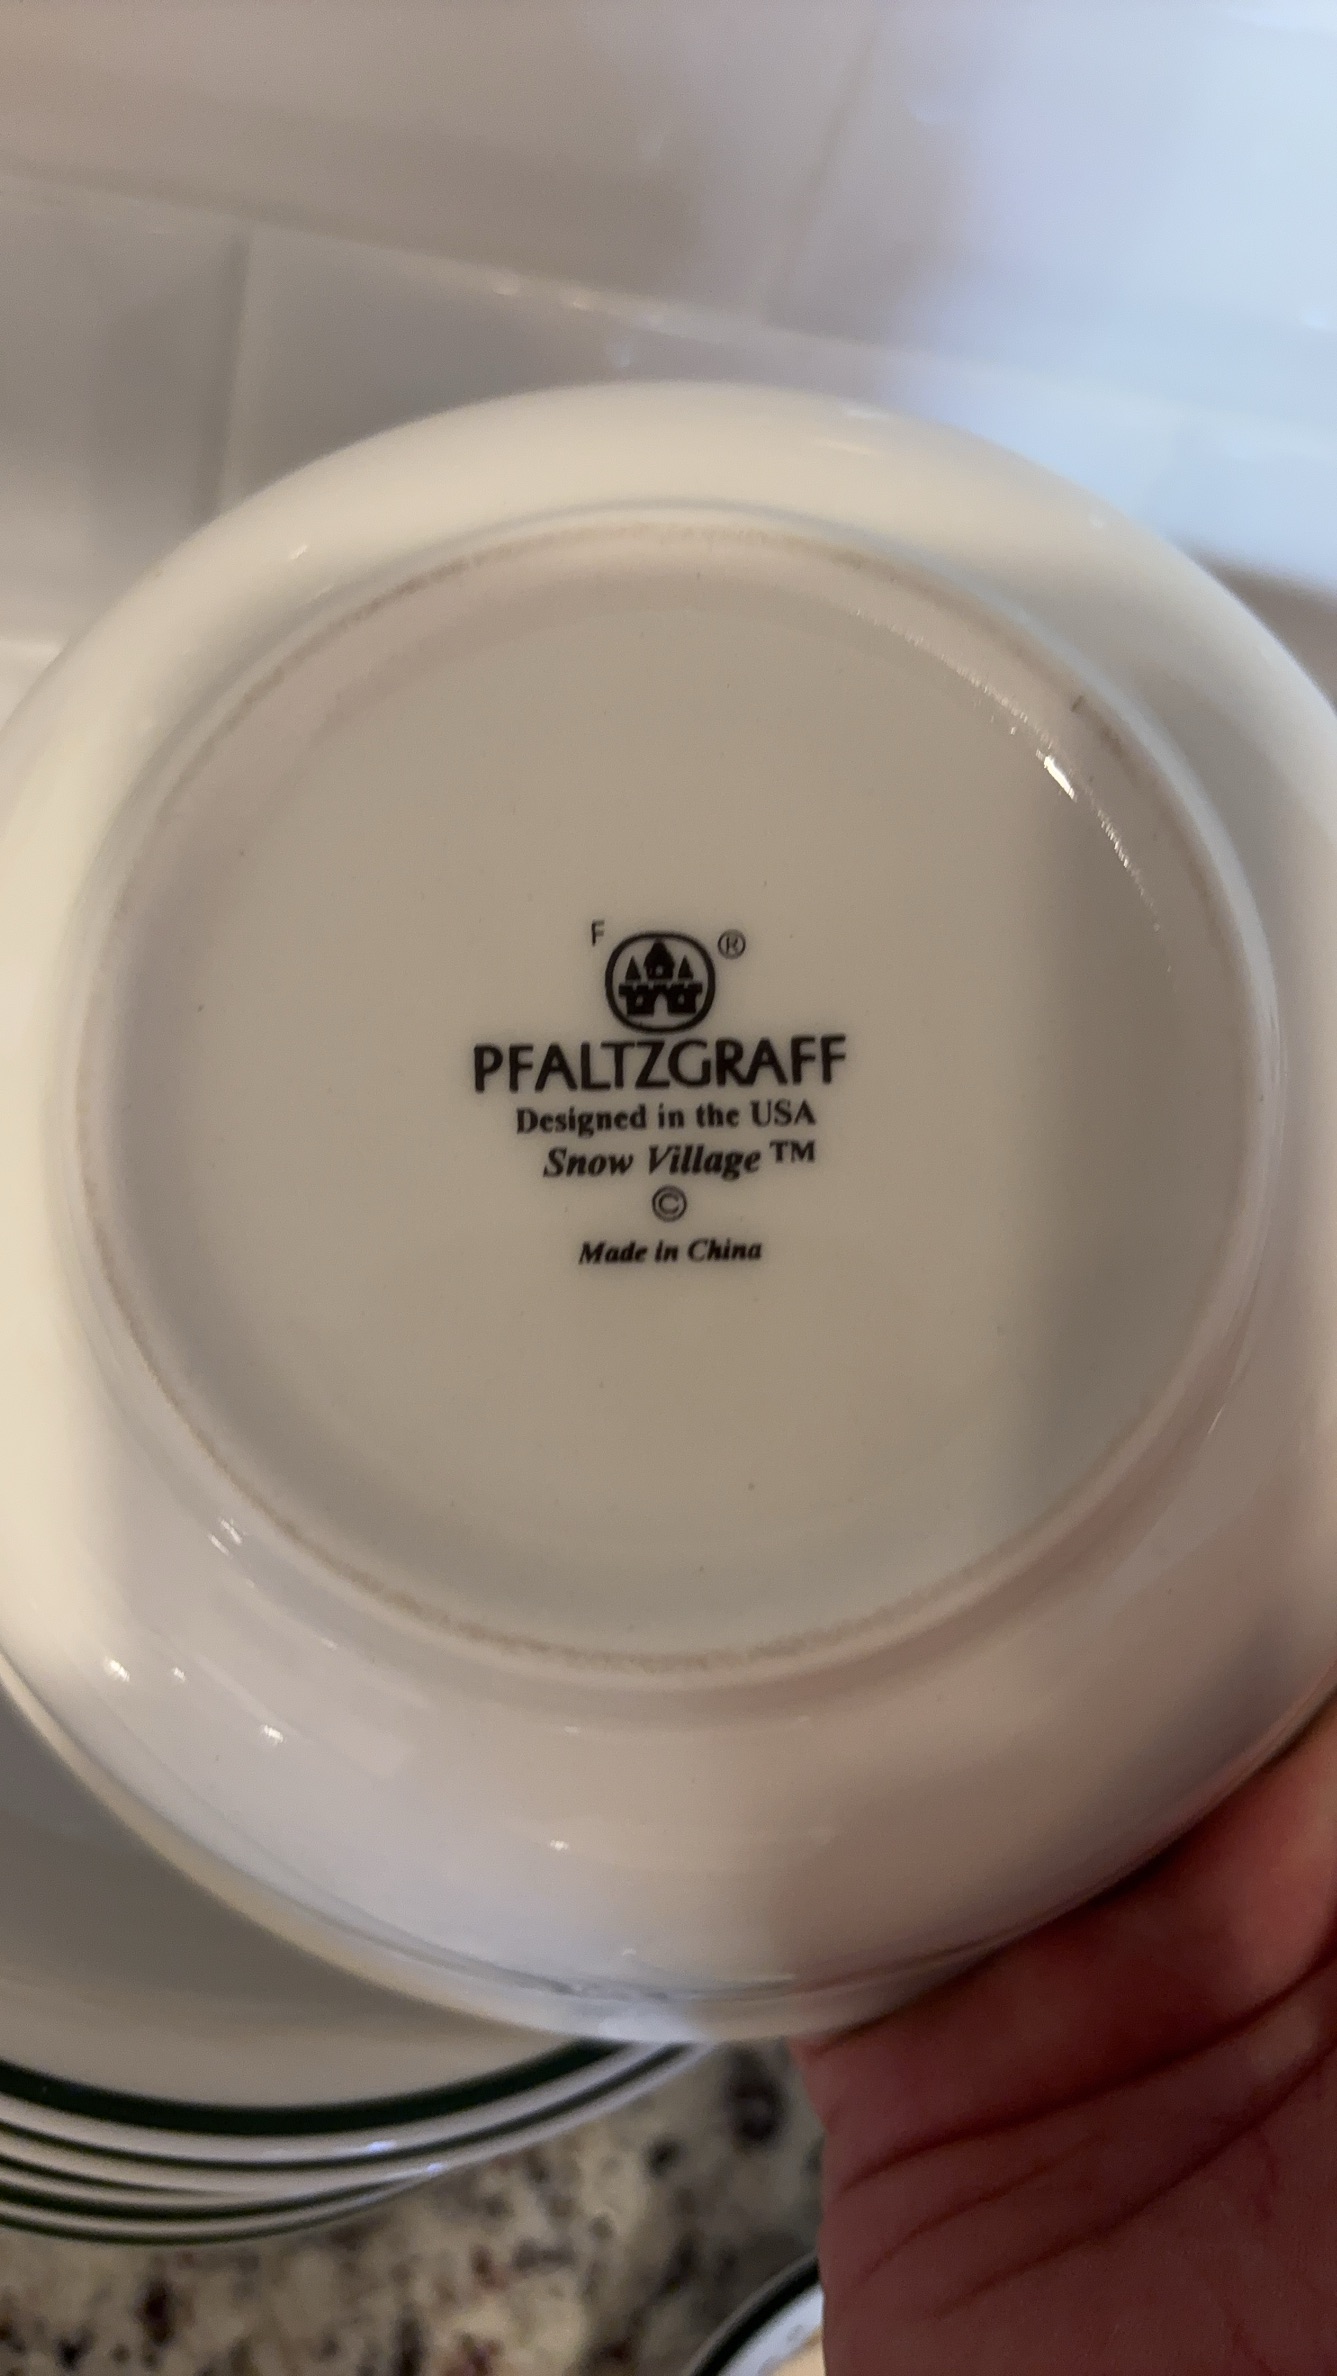 F ®
PFALTZGRAFF
Designed in the USA
Snow Village ™
©
Made in China